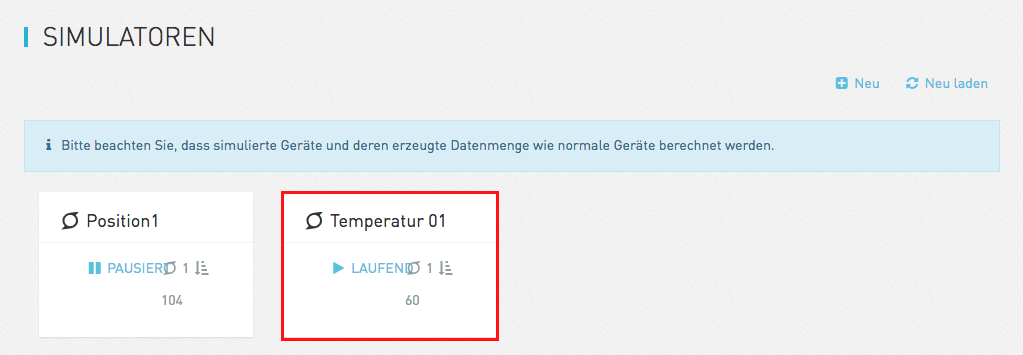 SIMULATOREN
Neu Neu laden
Bitte beachten Sie, dass simulierte Geräte und deren erzeugte Datenmenge wie normale Geräte berechnet werden.
Position1
PAUSIERT 1
104
Temperatur 01
LAUFEND 1
60